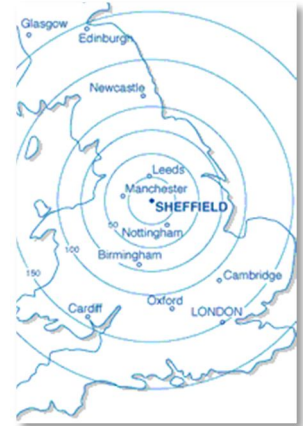 Glasgow
Edinburgh
Newcastle
Leeds
Manchester
SHEFFIELD
50
Nottingham
100
Birmingham
150
Cambridge
Oxford
Cardiff
LONDON